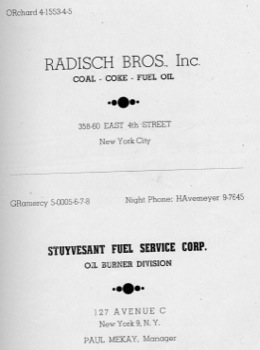 ORchard 4-1553-4-5
RADISCH BROS., Inc.
COAL - COKE - FUEL OIL
358-60 EAST 4th STREET
New York City
GRamercy 5-0005-6-7-8 Night Phone: HAvemeyer 9-7645
STUYVESANT FUEL SERVICE CORP.
OIL BURNER DIVISION
127 AVENUE C
New York 9, N. Y.
PAUL MEKAY, Manager